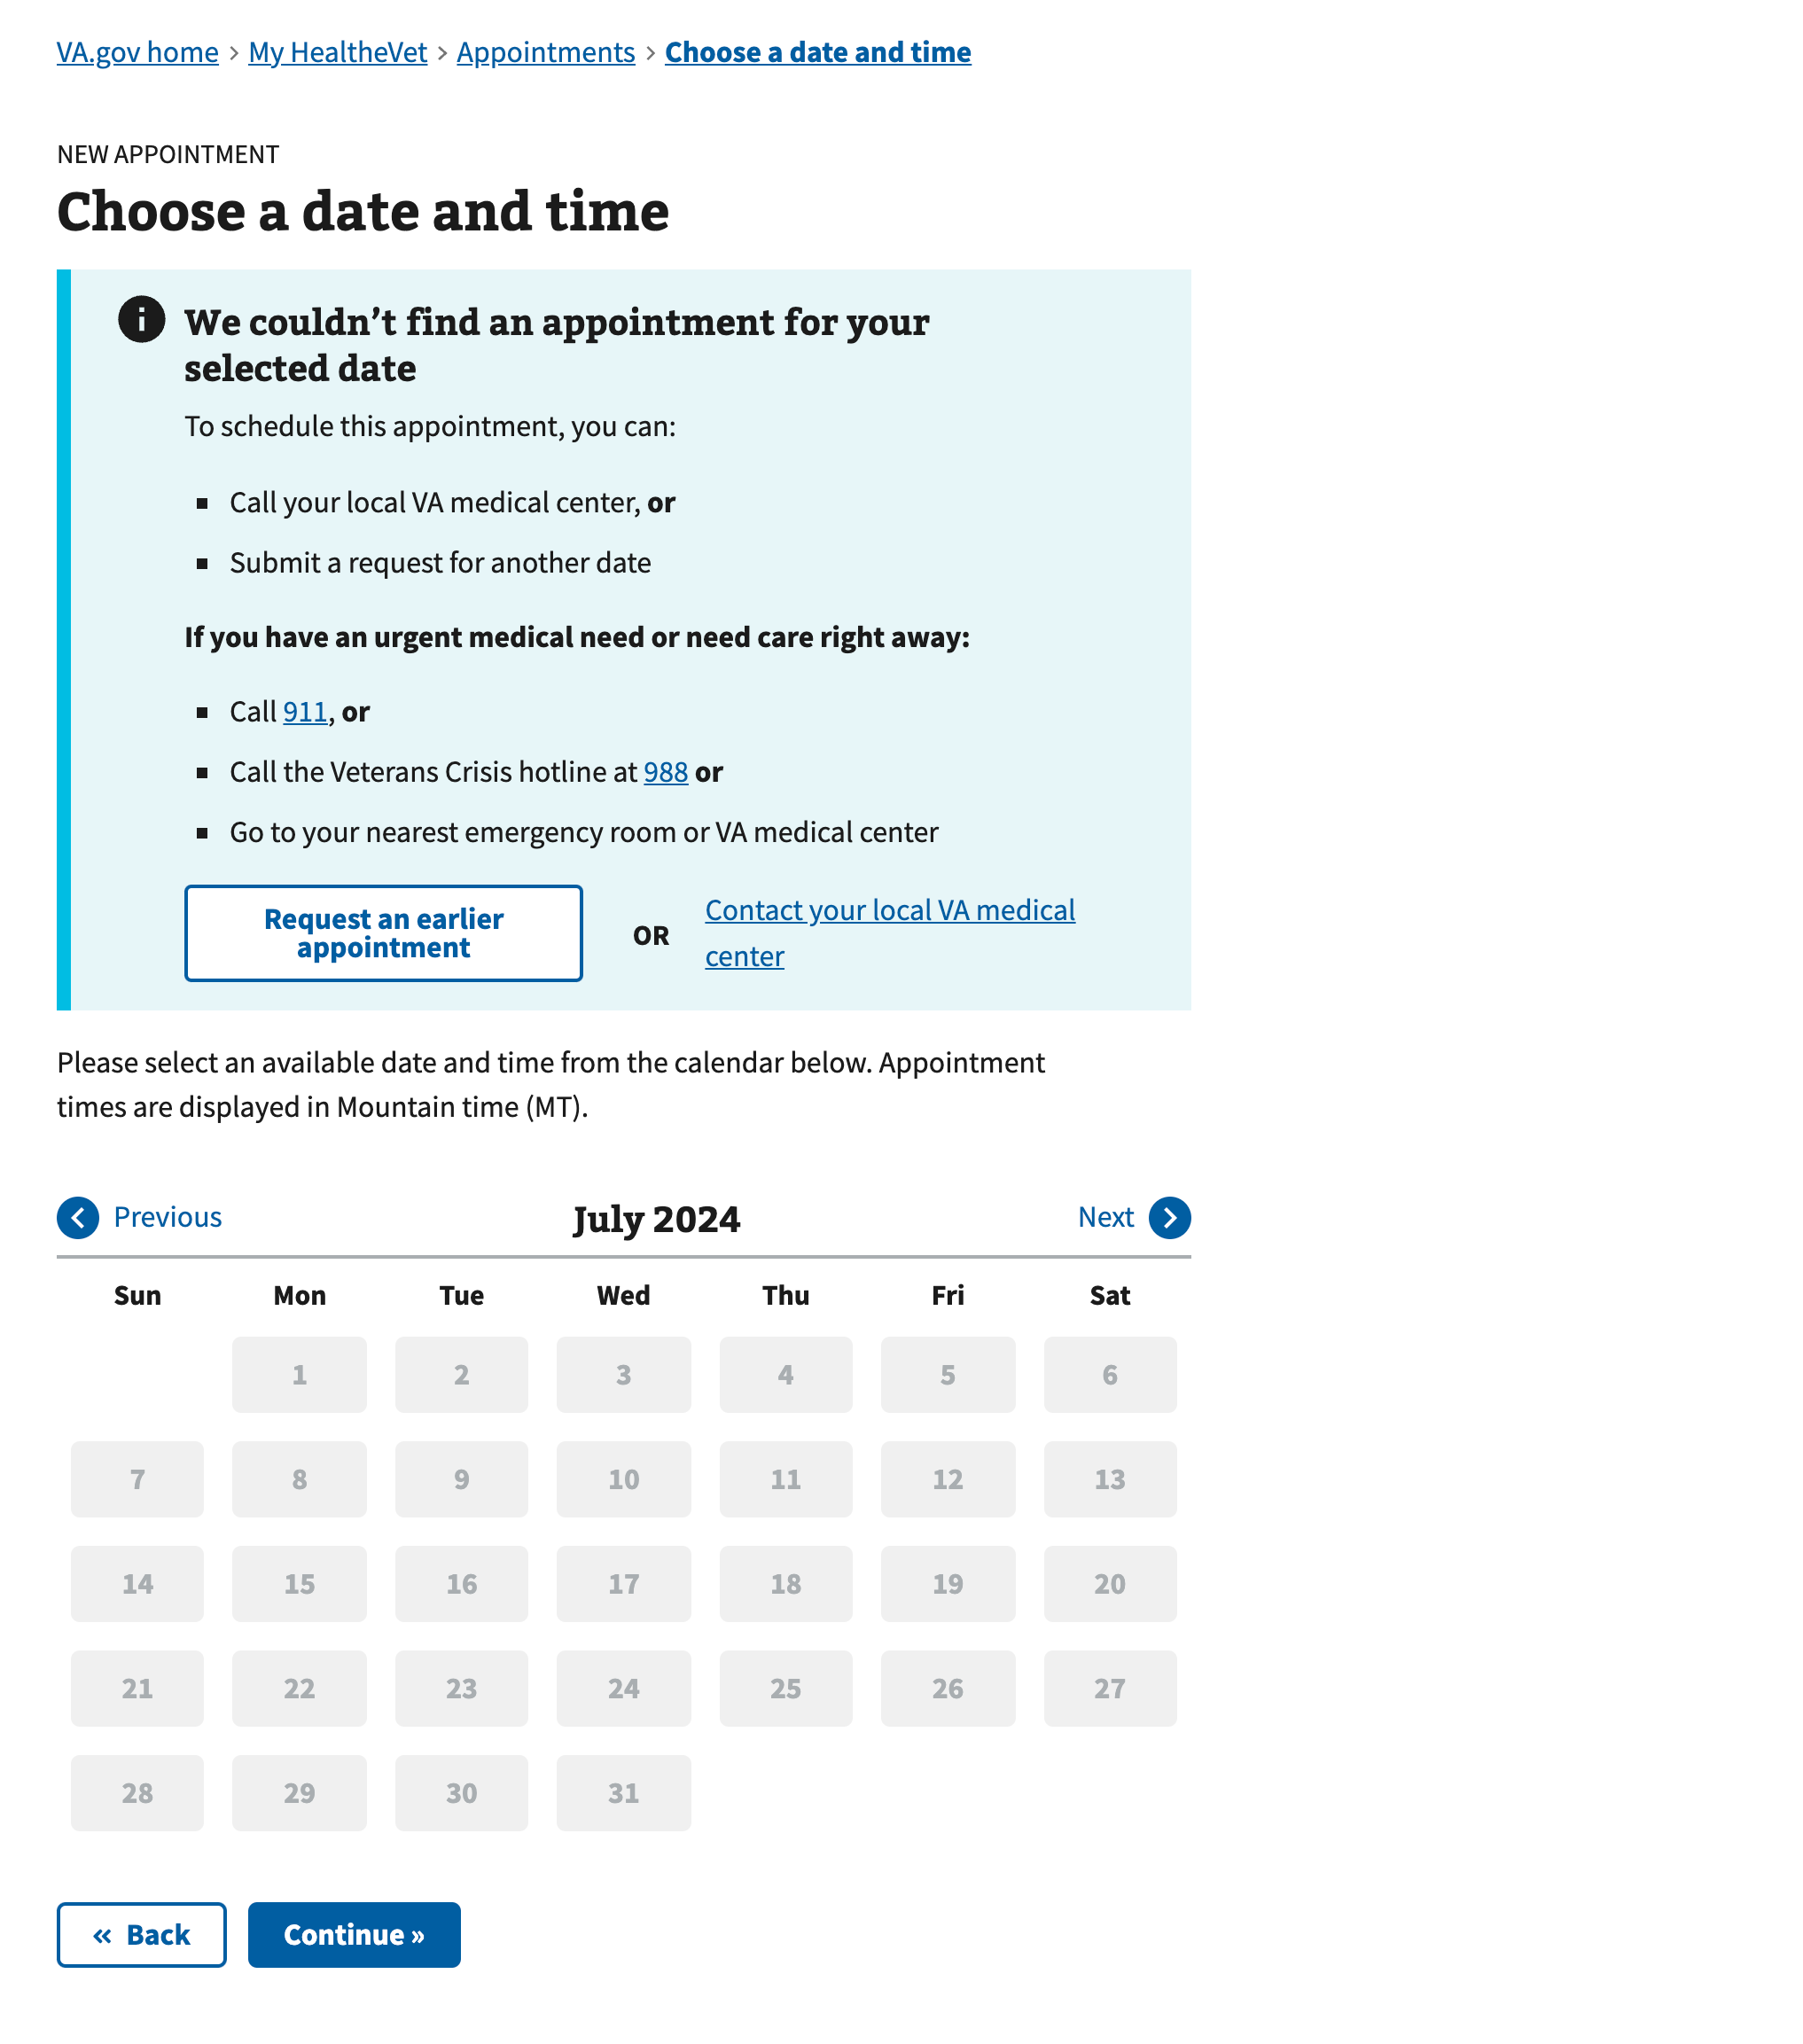 VA.gov home › My HealtheVet › Appointments › Choose a date and time
NEW APPOINTMENT
Choose a date and time
We couldn’t find an appointment for your
selected date
To schedule this appointment, you can:
▪ Call your local VA medical center, or
▪ Submit a request for another date
If you have an urgent medical need or need care right away:
▪ Call 911, or
▪ Call the Veterans Crisis hotline at 988 or
▪ Go to your nearest emergency room or VA medical center
Request an earlier
appointment
OR
Contact your local VA medical
center
Please select an available date and time from the calendar below. Appointment
times are displayed in Mountain time (MT).
Previous July 2024 Next
Sun Mon Tue Wed Thu Fri Sat
1 2 3 4 5 6
7 8 9 10 11 12 13
14 15 16 17 18 19 20
21 22 23 24 25 26 27
28 29 30 31
« Back Continue »